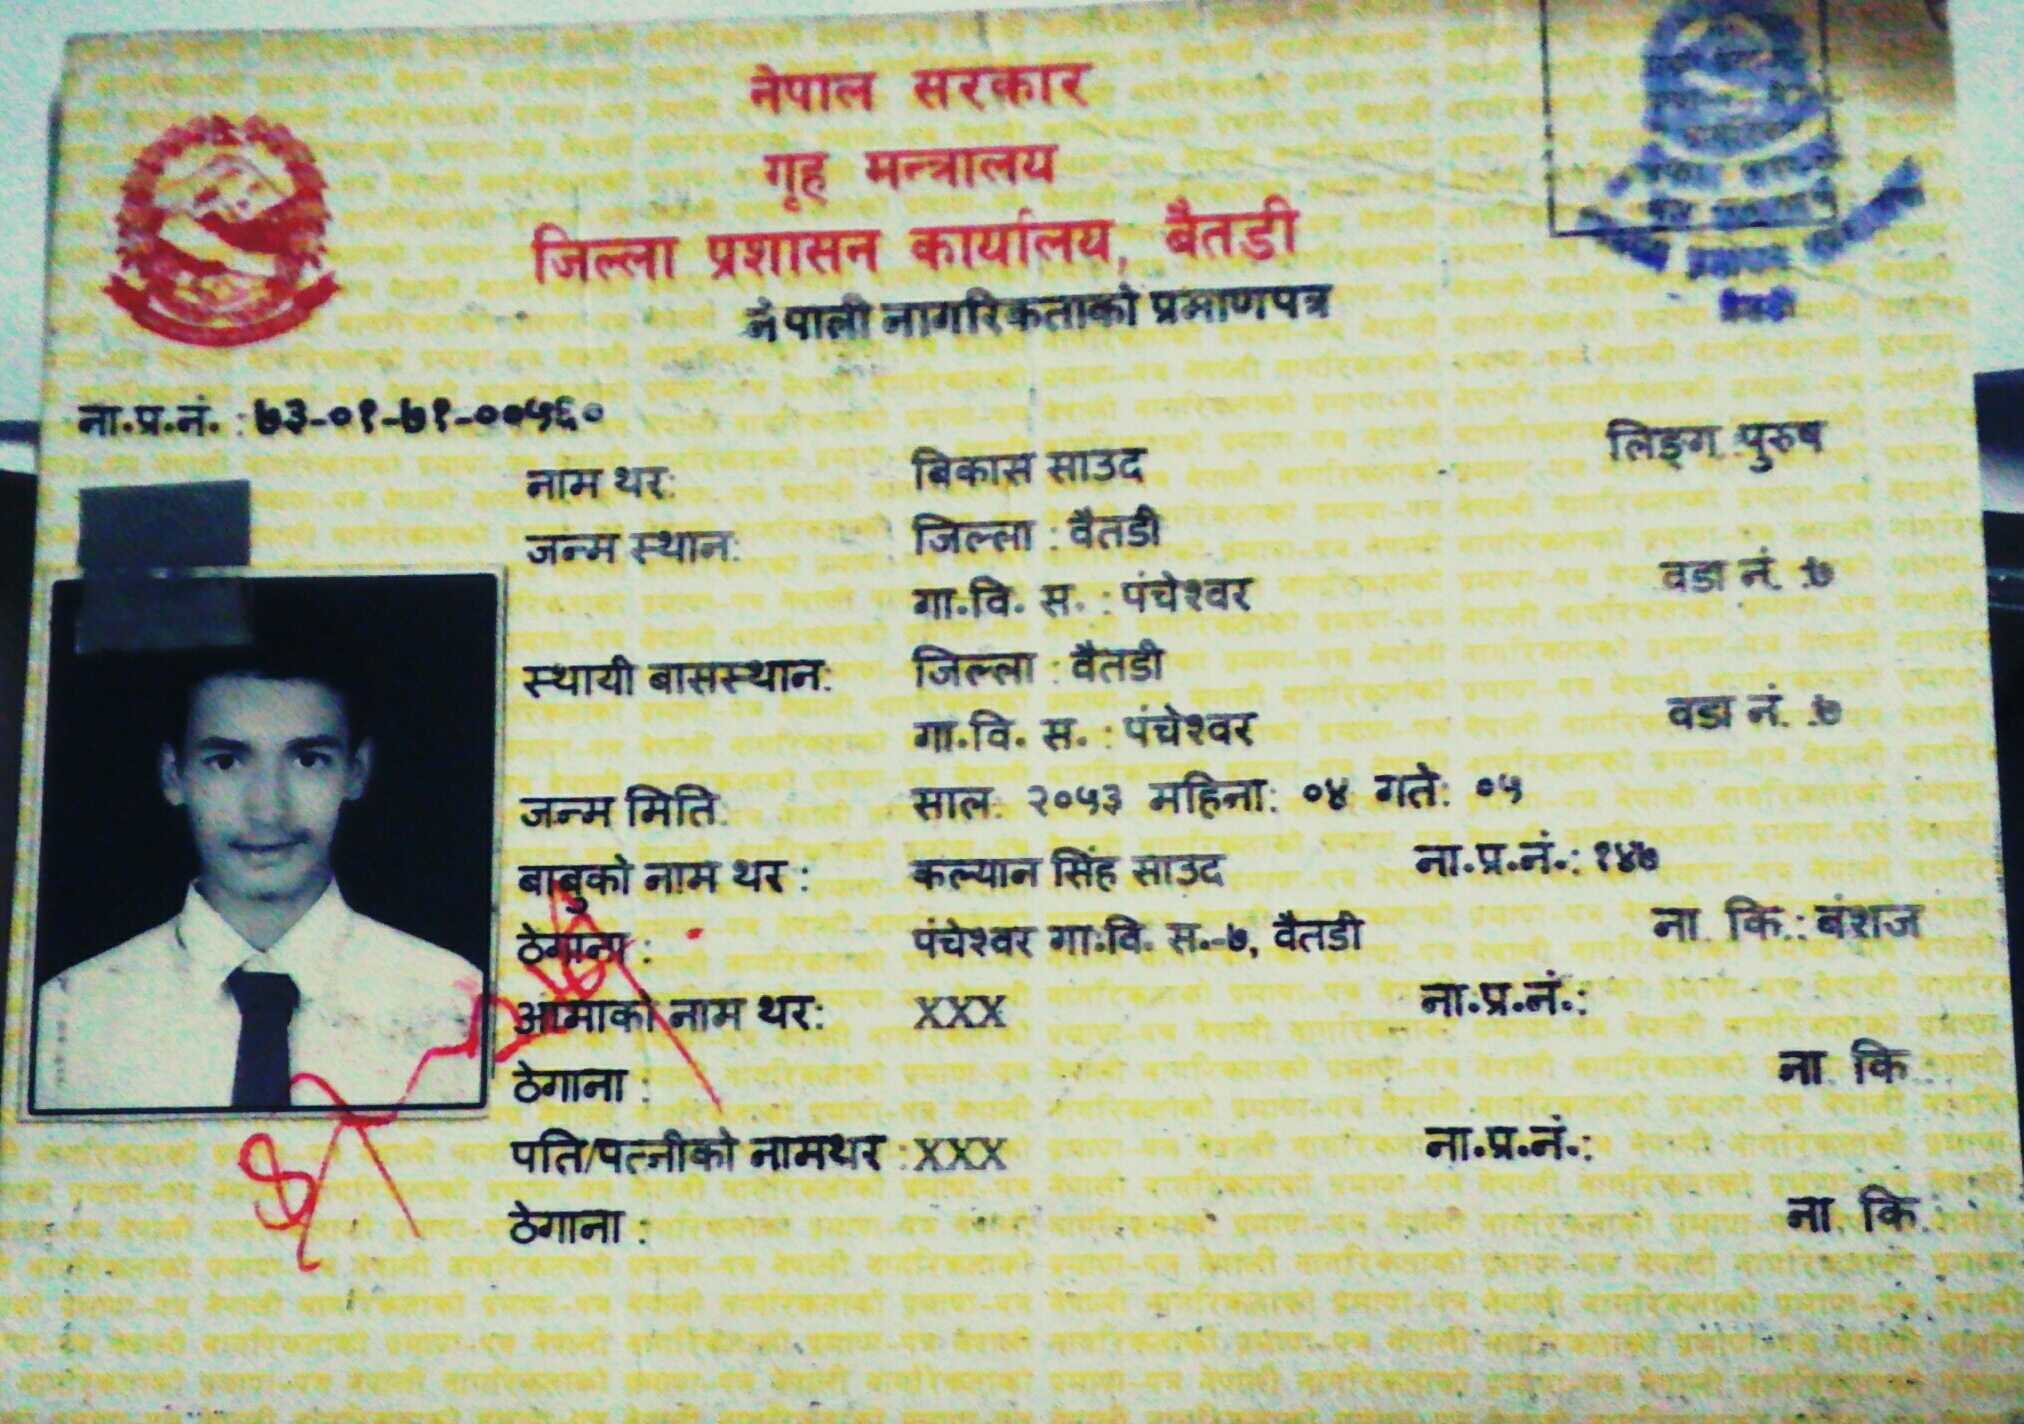 नेपाल सरकार
गृह मन्त्रालय
जिल्ला प्रशासन कार्यालय, बैतडी
नेपाली नागरिकताको प्रमाणपत्र
ना.प्र.नं. : ७३-०१-७१-००५६०
नाम थर: बिकास साउद लिङ्ग : पुरुष
जन्म स्थान: जिल्ला : वैतडी
गा.वि. स. : पंचेश्वर वडा नं. :७
स्थायी बासस्थान: जिल्ला : वैतडी
गा.वि. स. : पंचेश्वर वडा नं. :७
जन्म मिति: साल: २०५३ महिना: ०४ गते: ०५
बाबुको नाम थर : कल्यान सिंह साउद ना.प्र.नं.: १४७
ठेगाना : पंचेश्वर गा.वि. स.-७, वैतडी ना. कि.: बंशज
आमाको नाम थर: XXX ना.प्र.नं.:
ठेगाना : ना. कि :
पति/पत्नीको नामथर : XXX ना.प्र.नं.:
ठेगाना : ना. कि :